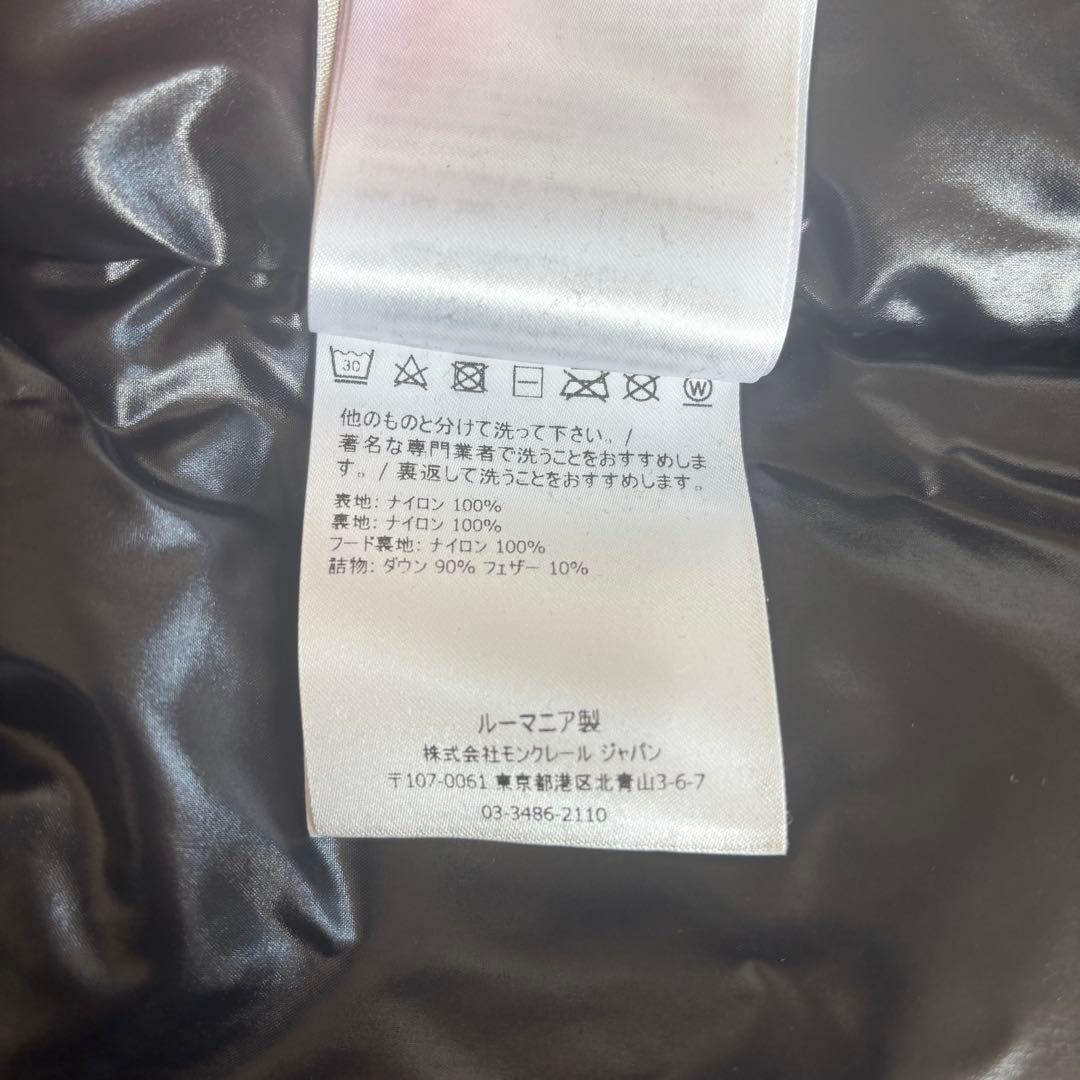 30
W
他のものと分けて洗って下さい。/
著名な専門業者で洗うことをおすすめしま
す。/ 裏返して洗うことをおすすめします。
表地: ナイロン 100%
裏地: ナイロン 100%
フード裏地: ナイロン 100%
詰物: ダウン 90% フェザー 10%
ルーマニア製
株式会社モンクレール ジャパン
〒107-0061 東京都港区北青山3-6-7
03-3486-2110